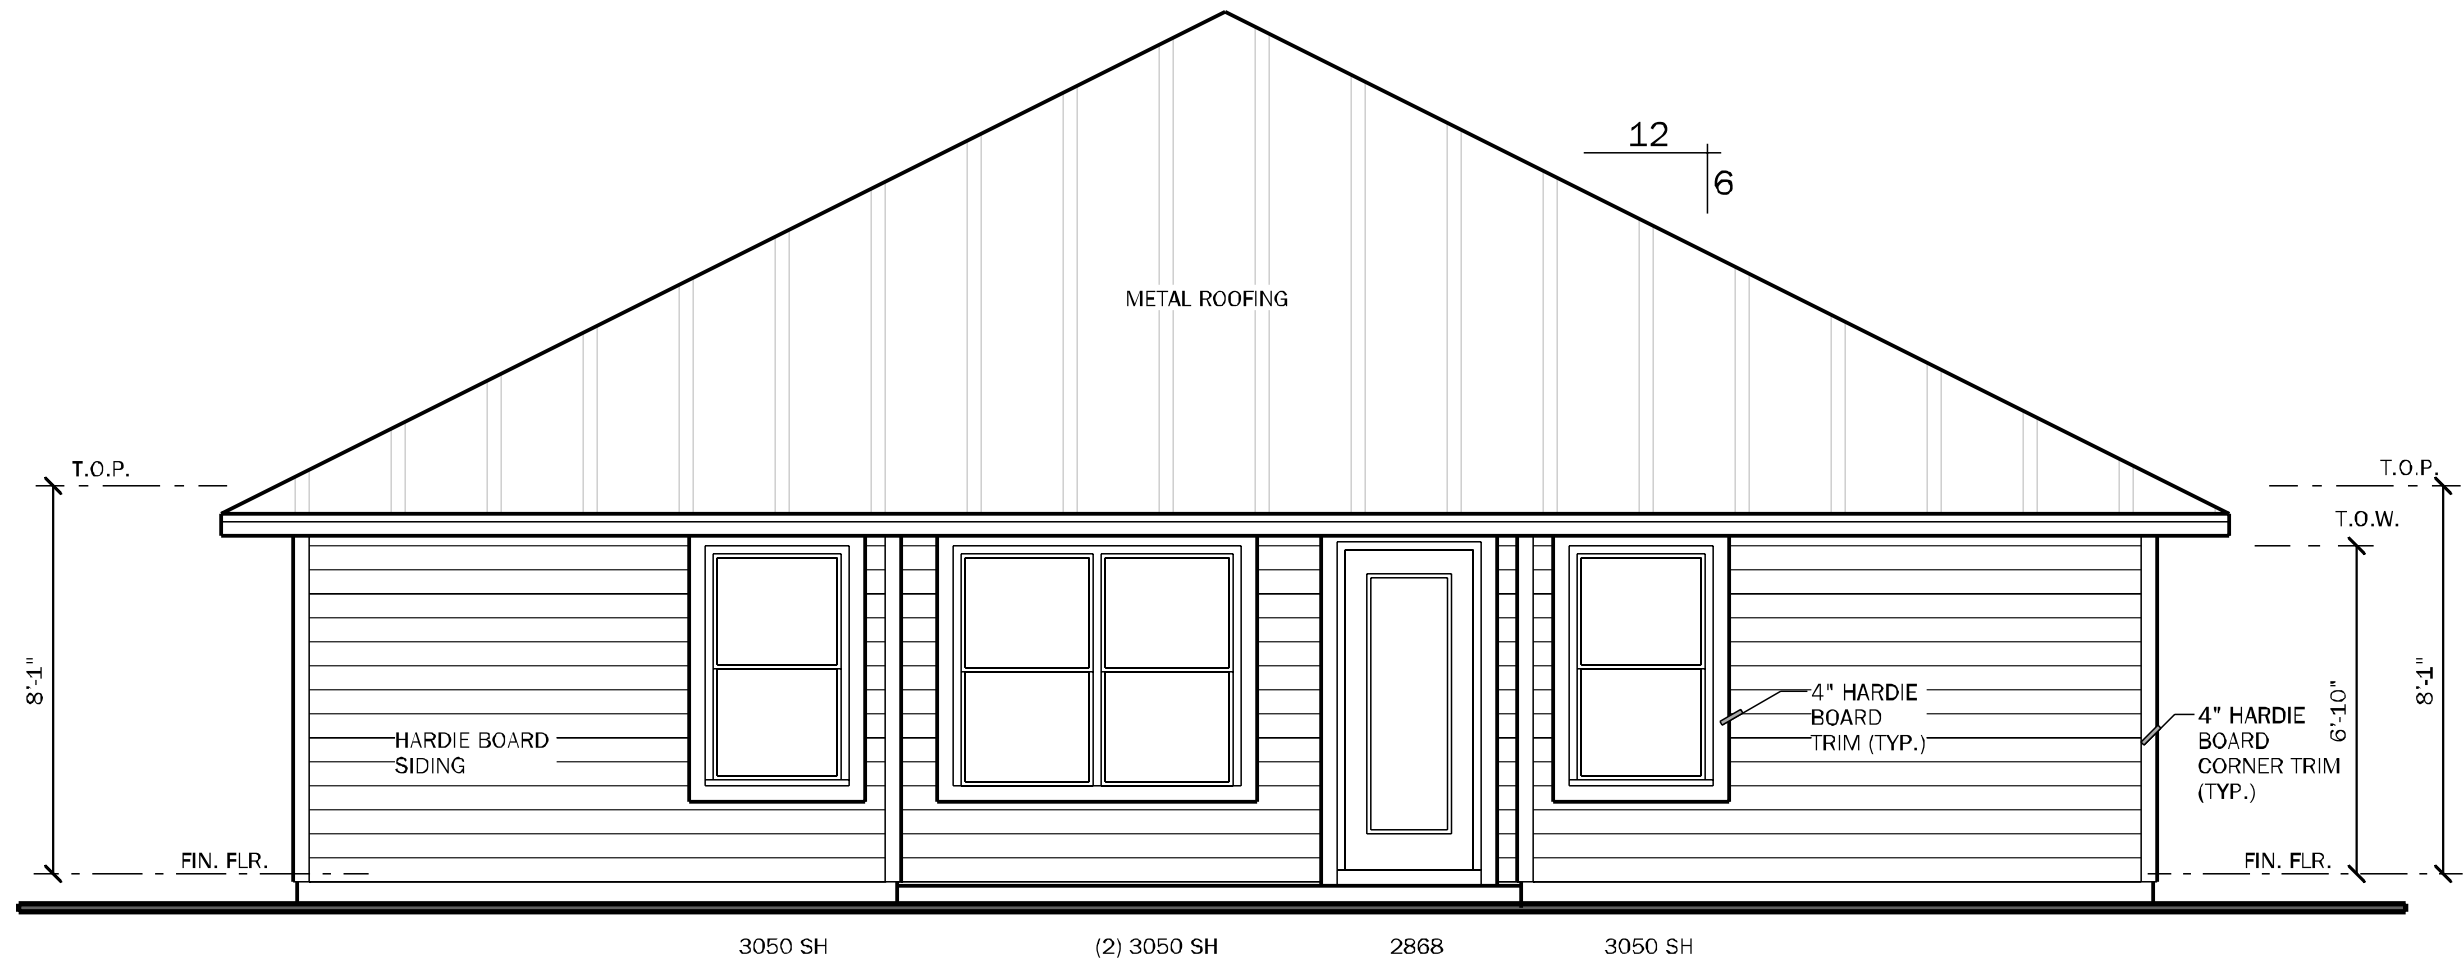 12
6
METAL ROOFING
T.O.P.
T.O.P.
T.O.W.
8'-1"
8'-1"
6'-10"
4" HARDIE
BOARD
TRIM (TYP.)
4" HARDIE
BOARD
CORNER TRIM
(TYP.)
HARDIE BOARD
SIDING
FIN. FLR.
FIN. FLR.
3050 SH
(2) 3050 SH
2868
3050 SH